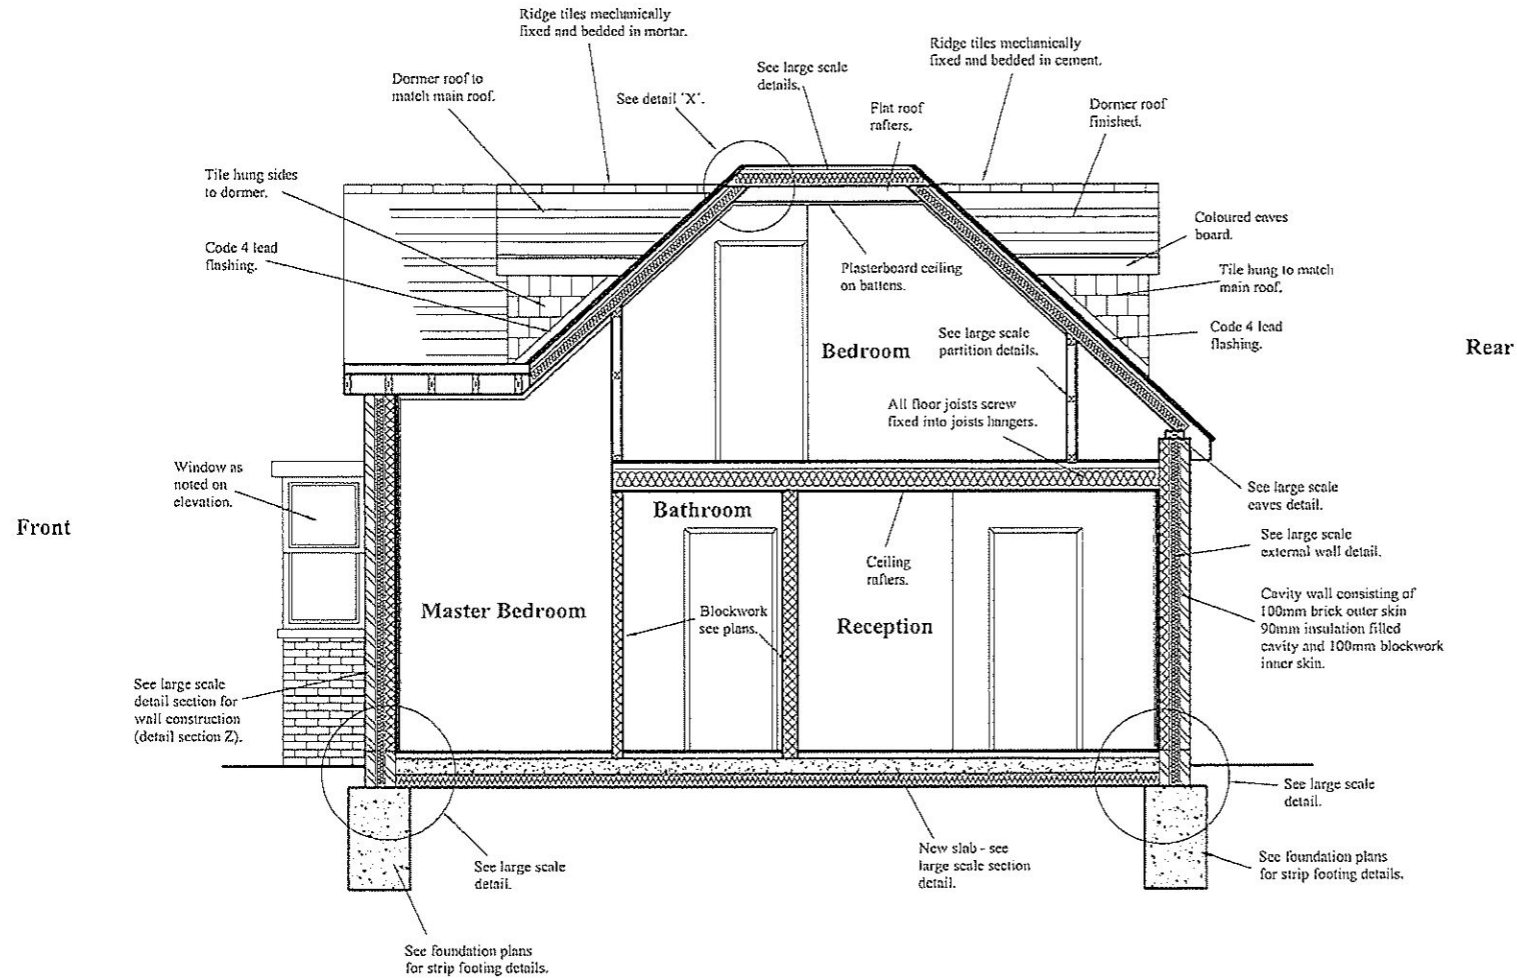 Ridge tiles mechanically
fixed and bedded in mortar.
Ridge tiles mechanically
fixed and bedded in cement.
See large scale
details.
Dormer roof to
match main roof.
See detail 'X'.
Flat roof
rafters.
Dormer roof
finished.
Tile hung sides
to dormer.
Coloured eaves
board.
Code 4 lead
flashing.
Plasterboard ceiling
on battens.
Tile hung to match
main roof.
See large scale
partition details.
Code 4 lead
flashing.
Bedroom
Rear
All floor joists screw
fixed into joists hangers.
Window as
noted on
elevation.
See large scale
eaves detail.
Front
Bathroom
See large scale
external wall detail.
Ceiling
rafters.
Master Bedroom
Blockwork
see plans.
Reception
Cavity wall consisting of
100mm brick outer skin
90mm insulation filled
cavity and 100mm blockwork
inner skin.
See large scale
detail section for
wall construction
(detail section Z).
See large scale
detail.
See large scale
detail.
New slab - see
large scale section
detail.
See foundation plans
for strip footing details.
See foundation plans
for strip footing details.